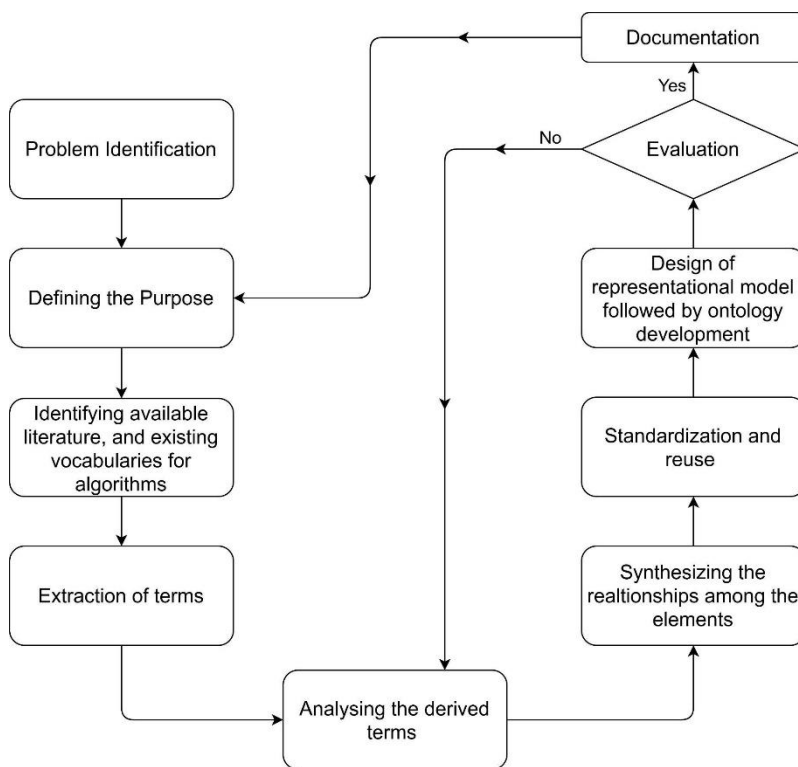 Documentation
Yes
No
Evaluation
Problem Identification
Defining the Purpose
Design of
representational model
followed by ontology
development
Identifying available
literature, and existing
vocabularies for
algorithms
Standardization and
reuse
Extraction of terms
Synthesizing the
realtionships among the
elements
Analysing the derived
terms